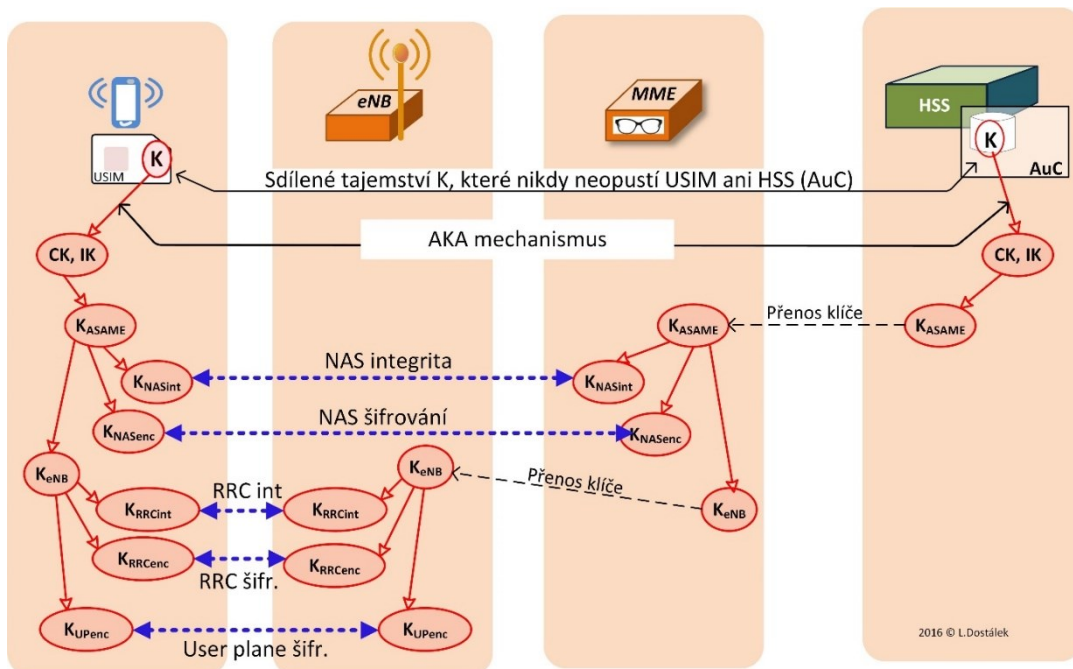 eNB
MME
HSS
USIM
K
K
AuC
Sdílené tajemství K, které nikdy neopustí USIM ani HSS (AuC)
AKA mechanismus
CK, IK
CK, IK
KASAME
KASAME
Přenos klíče
KASAME
NAS integrita
KNASint
KNASint
NAS šifrování
KNASenc
KNASenc
KeNB
KeNB
Přenos klíče
KeNB
RRC int
KRRCint
KRRCint
KRRCenc
KRRCenc
RRC šifr.
KUPenc
KUPenc
User plane šifr.
2016 © L.Dostálek